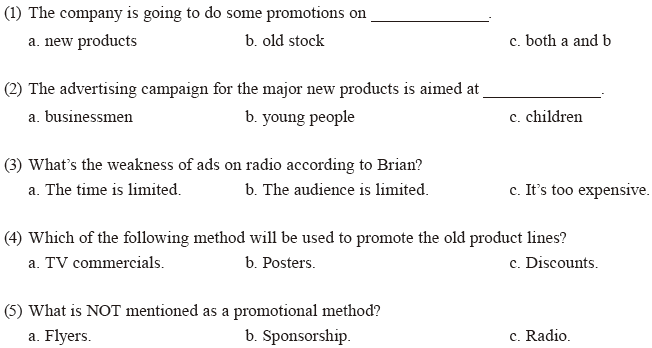 (1) The company is going to do some promotions on ______________.
a. new products b. old stock c. both a and b
(2) The advertising campaign for the major new products is aimed at ______________.
a. businessmen b. young people c. children
(3) What's the weakness of ads on radio according to Brian?
a. The time is limited. b. The audience is limited. c. It's too expensive.
(4) Which of the following method will be used to promote the old product lines?
a. TV commercials. b. Posters. c. Discounts.
(5) What is NOT mentioned as a promotional method?
a. Flyers. b. Sponsorship. c. Radio.